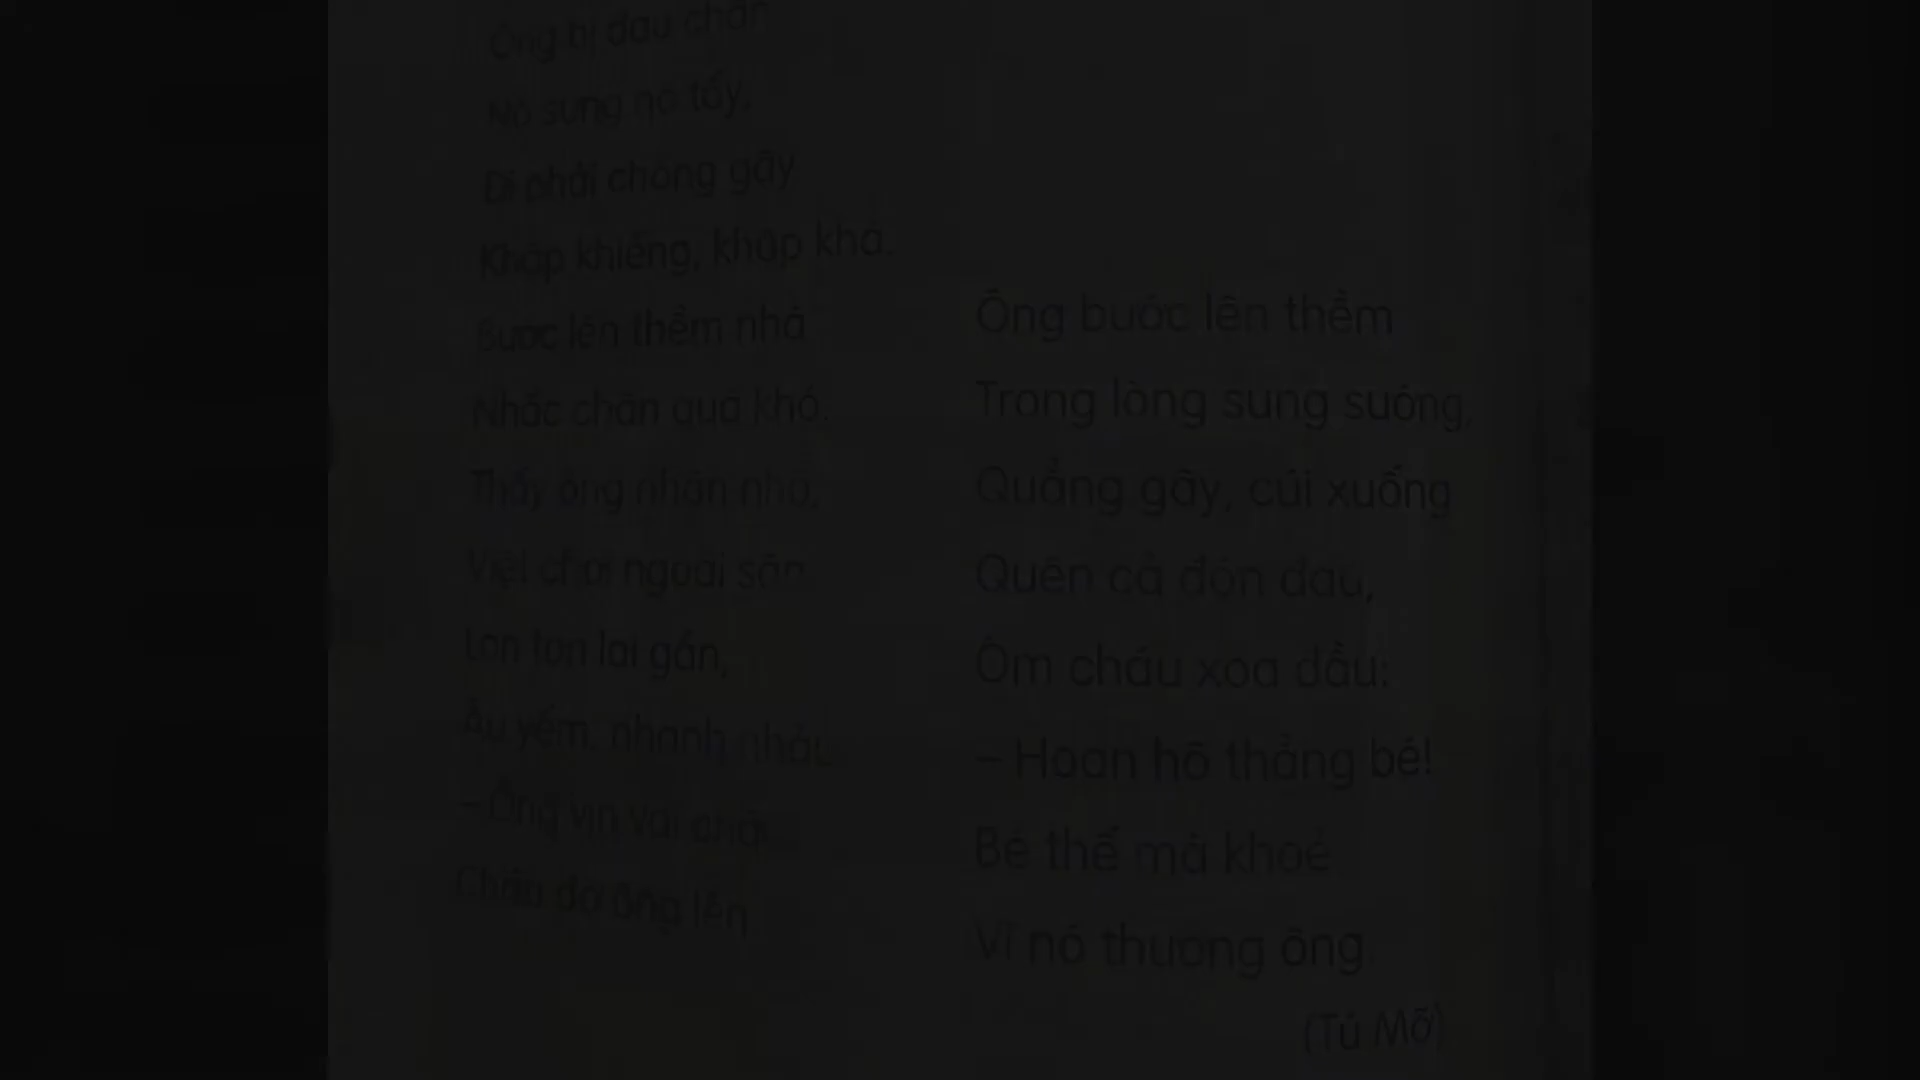 Ông bị đau chân
Nó sưng nó tấy,
Đi phải chống gậy
Khập khiễng, khập khà.
Bước lên thềm nhà
Nhấc chân quá khó.
Thấy ông nhăn nhó,
Việt chơi ngoài sân
Lon ton lại gần,
Âu yếm, nhanh nhảu:
– Ông vịn vai cháu,
Cháu đỡ ông lên
Ông bước lên thềm
Trong lòng sung sướng,
Quẳng gậy, cúi xuống
Quên cả đớn đau,
Ôm cháu xoa đầu:
– Hoan hô thằng bé!
Bé thế mà khoẻ
Vì nó thương ông.
(Tú Mỡ)